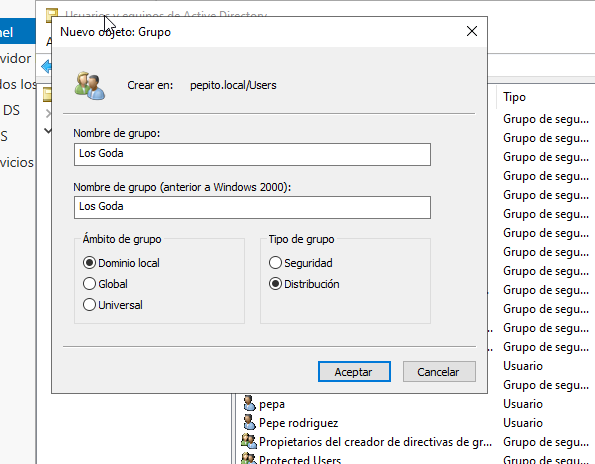 Usuarios y equipos de Active Directory
nel
Nuevo objeto: Grupo
A
vidor
Crear en:
pepito.local/Users
dos los
Tipo
DS
Grupo de segu...
Nombre de grupo:
Grupo de segu...
S
Los Goda
Grupo de segu...
vicios
Grupo de segu...
Nombre de grupo (anterior a Windows 2000):
Grupo de segu...
Los Goda
Grupo de segu...
Grupo de segu...
Ámbito de grupo
Tipo de grupo
Grupo de segu...
Dominio local
Seguridad
Grupo de segu...
Global
Distribución
Grupo de segu...
Universal
Grupo de segu...
Grupo de segu...
Grupo de segu...
Usuario
Aceptar
Cancelar
Grupo de segu...
pepa
Usuario
Pepe rodriguez
Usuario
Propietarios del creador de directivas de gr...
Grupo de segu...
Protected Users
Grupo de segu...